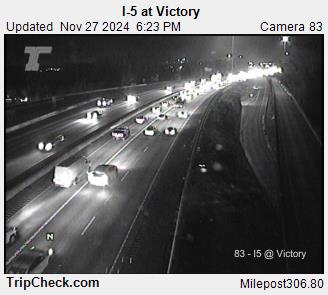 I-5 at Victory
Updated Nov 27 2024 6:23 PM Camera 83
N
83 - I5 @ Victory
TripCheck.com Milepost306.80